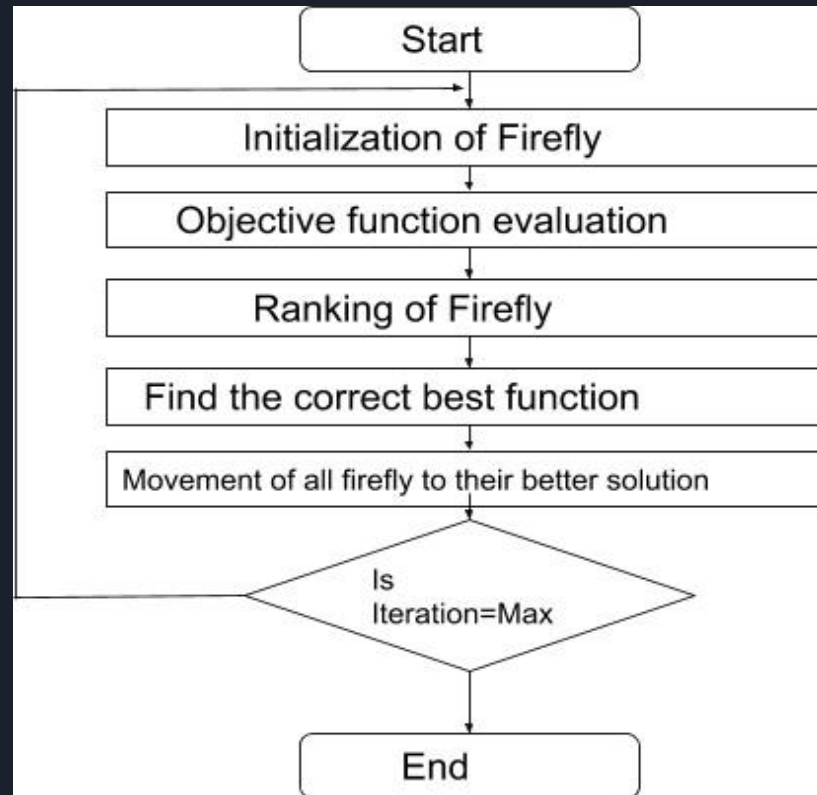 Start
Initialization of Firefly
Objective function evaluation
Ranking of Firefly
Find the correct best function
Movement of all firefly to their better solution
Is
Iteration=Max
End